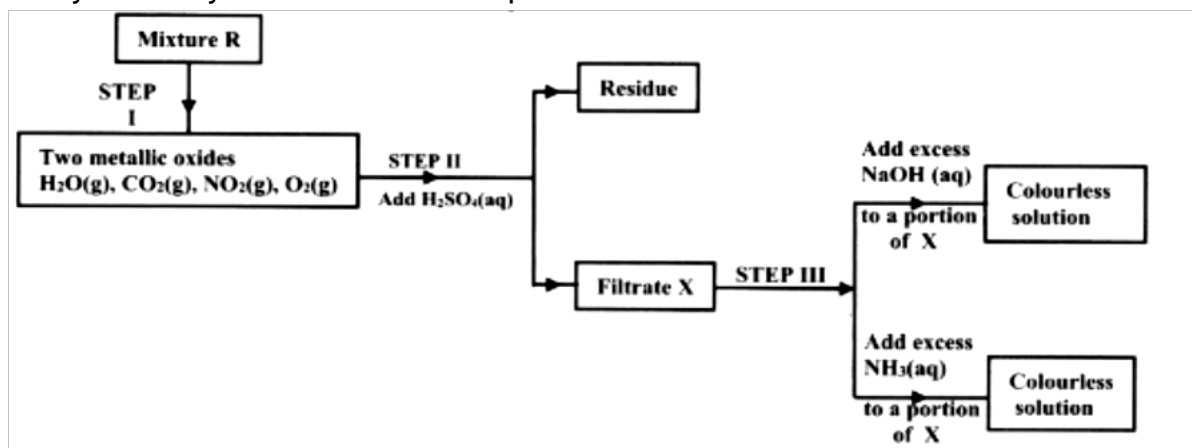 Mixture R
STEP
I
Two metallic oxides
H₂O(g), CO₂(g), NO₂(g), O₂(g)
STEP II
Add H₂SO₄(aq)
Residue
Filtrate X
STEP III
Add excess
NaOH (aq)
to a portion
of X
Colourless
solution
Add excess
NH₃(aq)
to a portion
of X
Colourless
solution